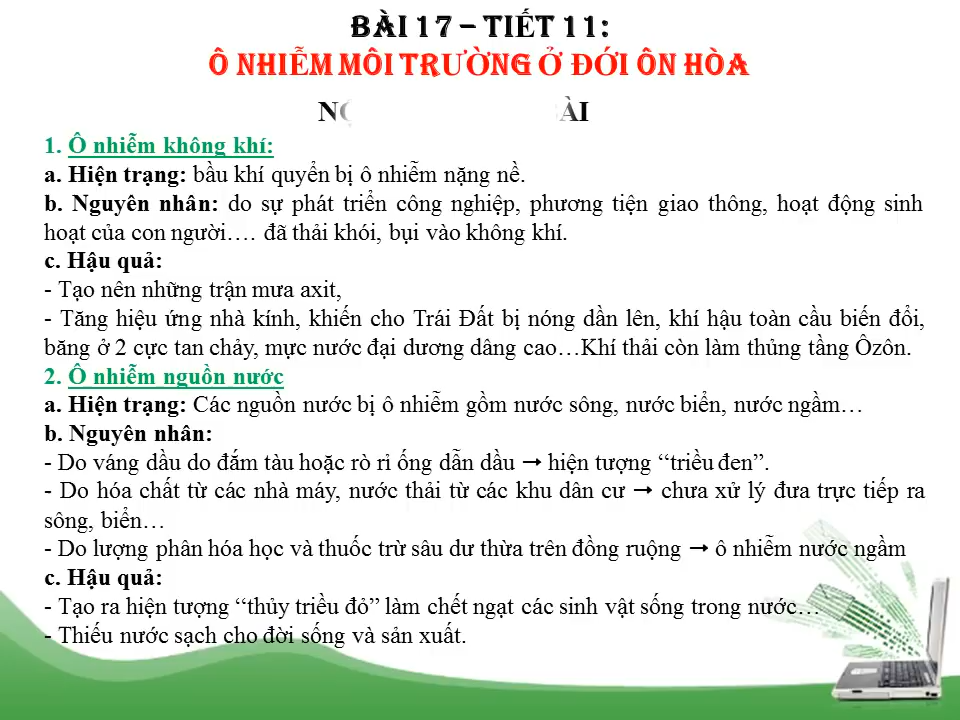 BÀI 17 – TIẾT 11:
Ô NHIỄM MÔI TRƯỜNG Ở ĐỚI ÔN HÒA
BÀI
1. Ô nhiễm không khí:
a. Hiện trạng: bầu khí quyển bị ô nhiễm nặng nề.
b. Nguyên nhân: do sự phát triển công nghiệp, phương tiện giao thông, hoạt động sinh
hoạt của con người…. đã thải khói, bụi vào không khí.
c. Hậu quả:
- Tạo nên những trận mưa axit,
- Tăng hiệu ứng nhà kính, khiến cho Trái Đất bị nóng dần lên, khí hậu toàn cầu biến đổi,
băng ở 2 cực tan chảy, mực nước đại dương dâng cao…Khí thải còn làm thủng tầng Ôzôn.
2. Ô nhiễm nguồn nước
a. Hiện trạng: Các nguồn nước bị ô nhiễm gồm nước sông, nước biển, nước ngầm…
b. Nguyên nhân:
- Do váng dầu do đắm tàu hoặc rò rỉ ống dẫn dầu → hiện tượng “triều đen”.
- Do hóa chất từ các nhà máy, nước thải từ các khu dân cư → chưa xử lý đưa trực tiếp ra
sông, biển…
- Do lượng phân hóa học và thuốc trừ sâu dư thừa trên đồng ruộng → ô nhiễm nước ngầm
c. Hậu quả:
- Tạo ra hiện tượng “thủy triều đỏ” làm chết ngạt các sinh vật sống trong nước…
- Thiếu nước sạch cho đời sống và sản xuất.